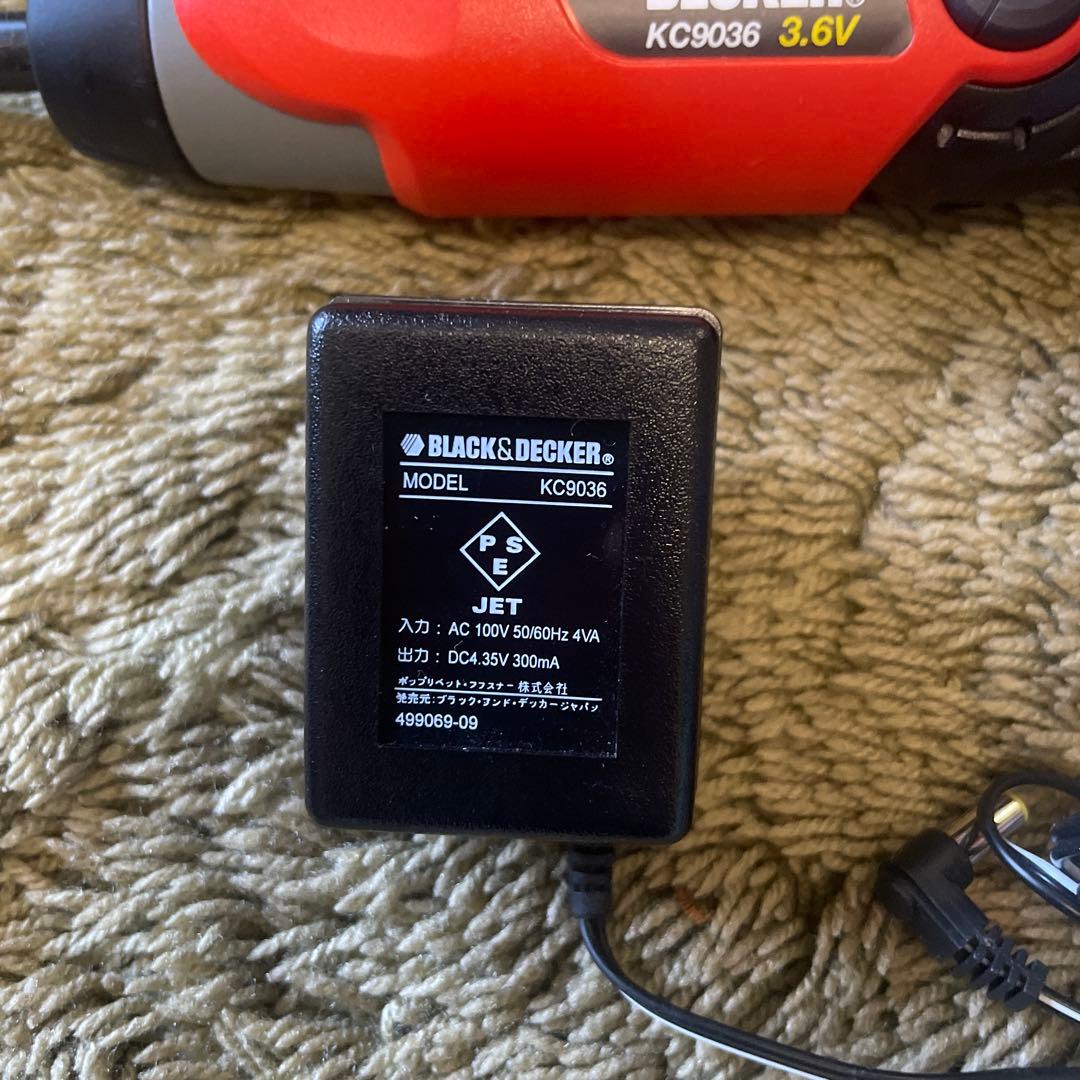 KC9036 3.6V
BLACK&DECKER®
MODEL KC9036
P S
E
JET
入力 : AC 100V 50/60Hz 4VA
出力 : DC4.35V 300mA
ポップリベット・ファスナー 株式会社
発売元:ブラック・アンド・デッカージャパン
499069-09